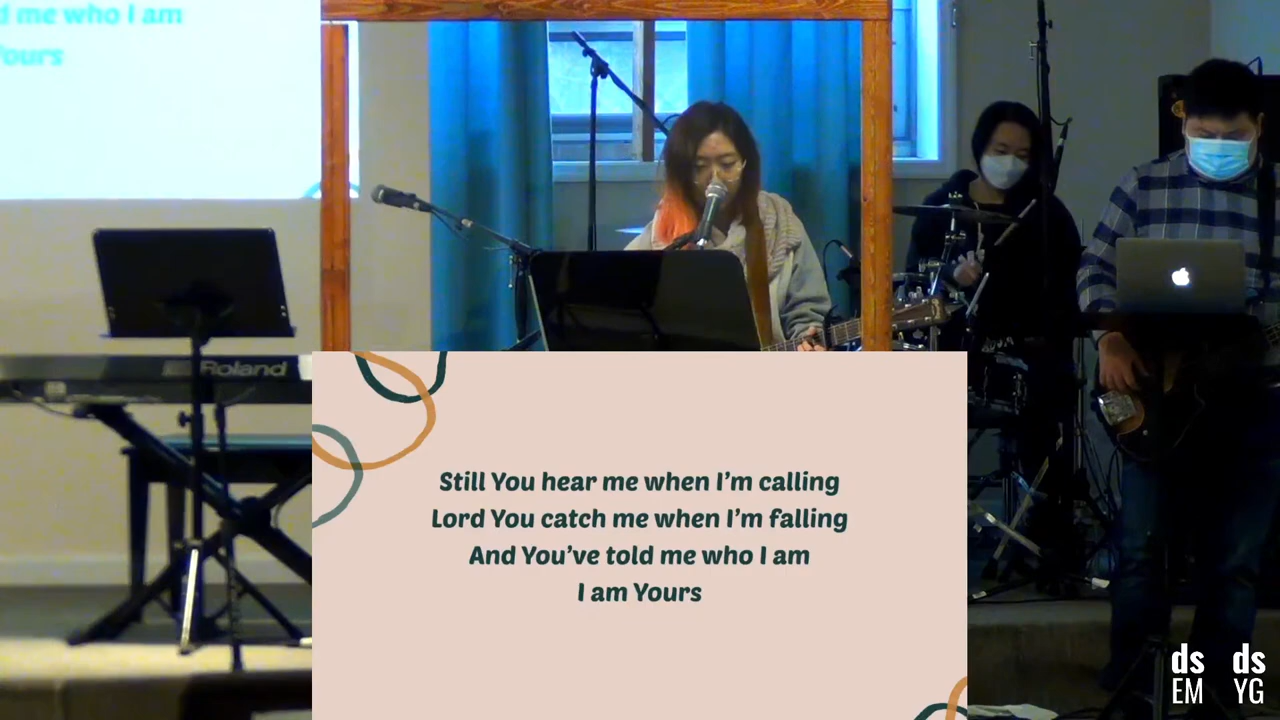 d me who I am
Yours
Roland
Still You hear me when I'm calling
Lord You catch me when I'm falling
And You've told me who I am
I am Yours
ds ds
EM YG